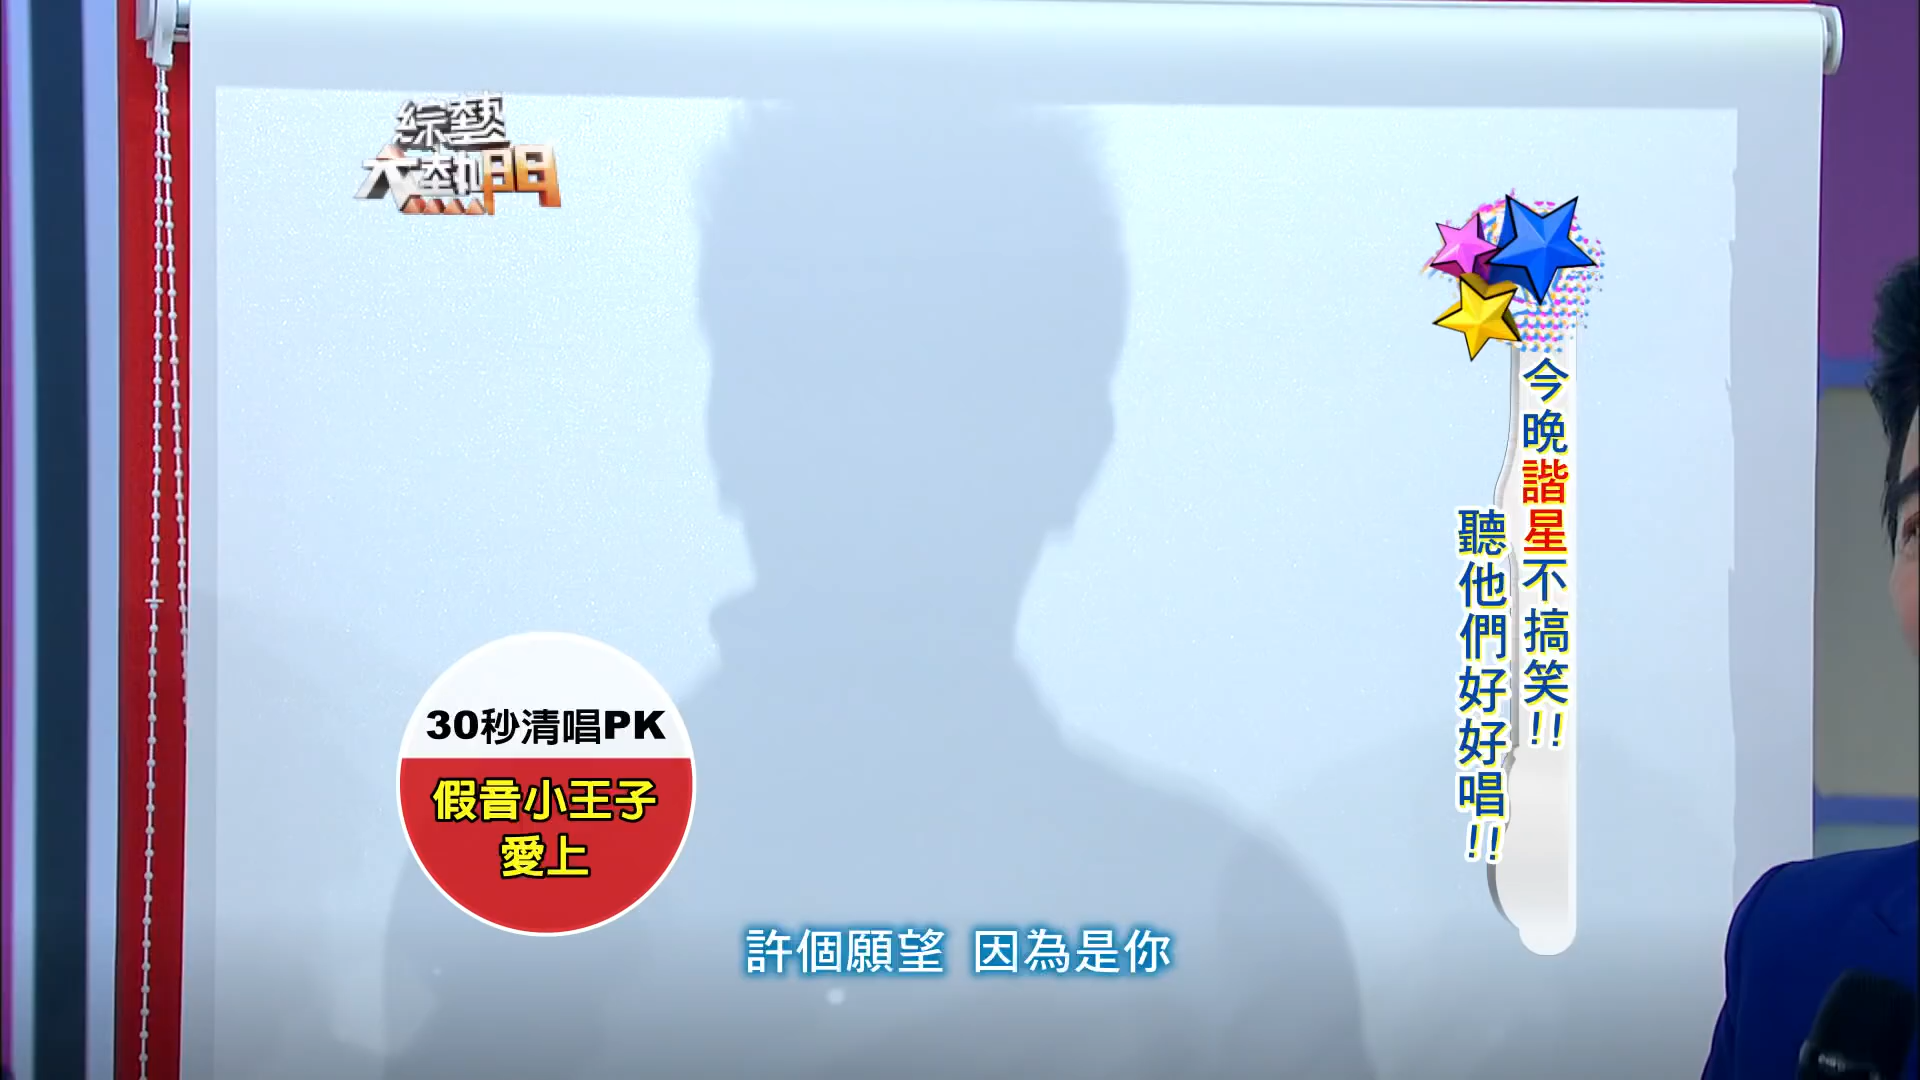 綜藝
大熱門
今晚諧星不搞笑!!
聽他們好好唱!!
30秒清唱PK
假音小王子
愛上
許個願望 因為是你